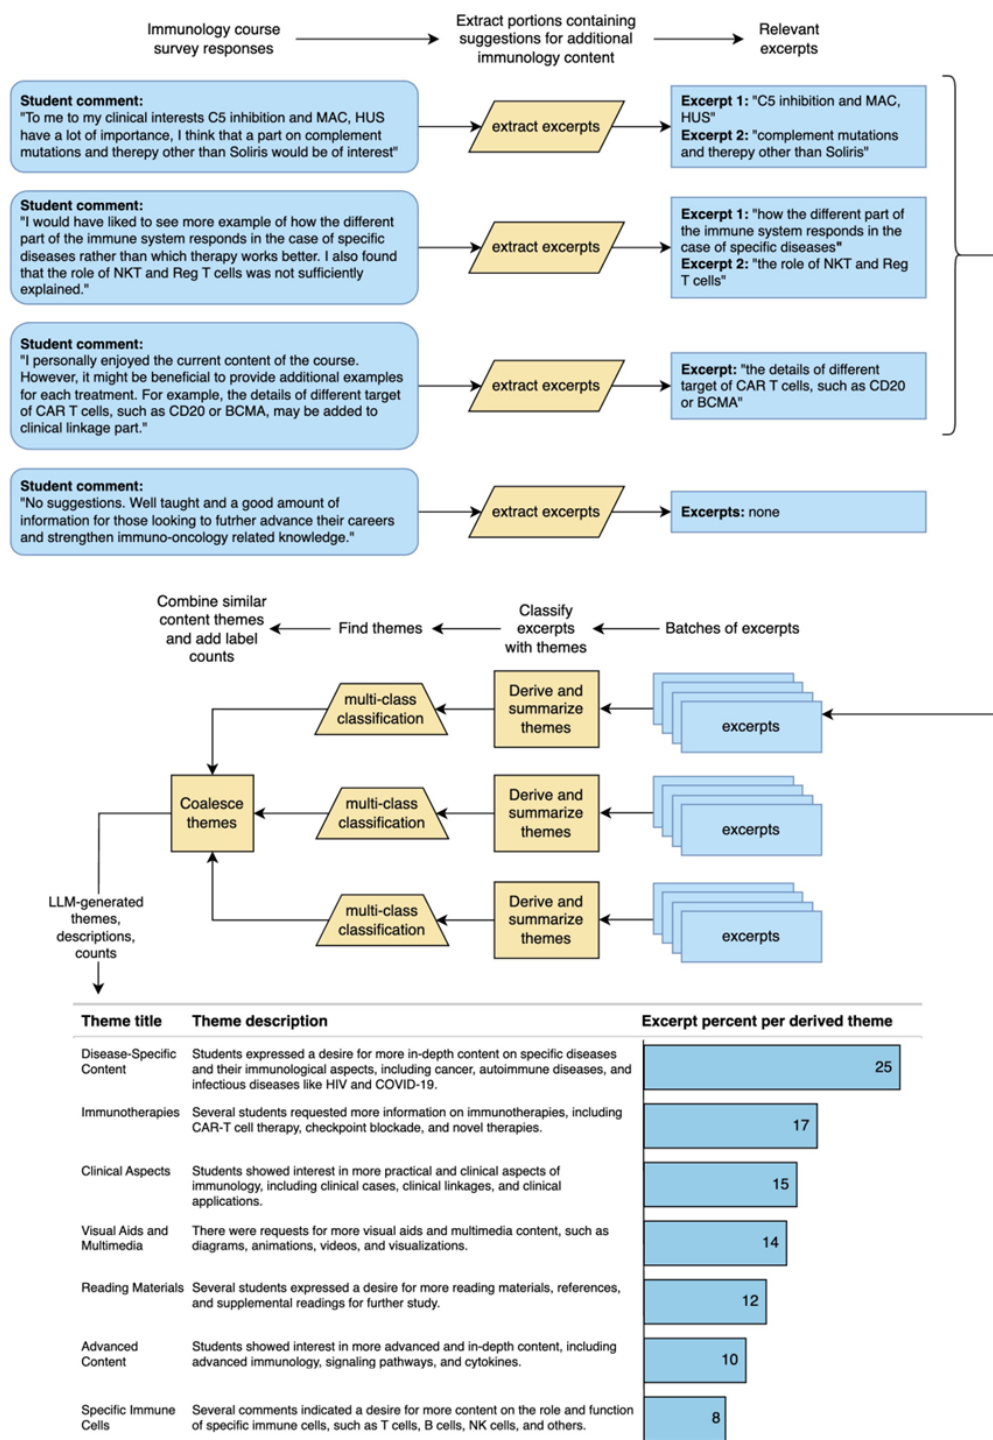 Immunology course
survey responses
Extract portions containing
suggestions for additional
immunology content
Relevant
excerpts
Student comment:
"To me to my clinical interests C5 inhibition and MAC, HUS
have a lot of importance, I think that a part on complement
mutations and therepy other than Soliris would be of interest"
extract excerpts
Excerpt 1: "C5 inhibition and MAC,
HUS"
Excerpt 2: "complement mutations
and therepy other than Soliris"
Student comment:
"I would have liked to see more example of how the different
part of the immune system responds in the case of specific
diseases rather than which therapy works better. I also found
that the role of NKT and Reg T cells was not sufficiently
explained."
extract excerpts
Excerpt 1: "how the different part of
the immune system responds in the
case of specific diseases"
Excerpt 2: "the role of NKT and Reg
T cells"
Student comment:
"I personally enjoyed the current content of the course.
However, it might be beneficial to provide additional examples
for each treatment. For example, the details of different target
of CAR T cells, such as CD20 or BCMA, may be added to
clinical linkage part."
extract excerpts
Excerpt: "the details of different
target of CAR T cells, such as CD20
or BCMA"
Student comment:
"No suggestions. Well taught and a good amount of
information for those looking to futrher advance their careers
and strengthen immuno-oncology related knowledge."
extract excerpts
Excerpts: none
Combine similar
content themes
and add label
counts
Find themes
Classify
excerpts
with themes
Batches of excerpts
multi-class
classification
Derive and
summarize
themes
excerpts
Coalesce
themes
multi-class
classification
Derive and
summarize
themes
excerpts
multi-class
classification
Derive and
summarize
themes
excerpts
LLM-generated
themes,
descriptions,
counts
Theme title Theme description Excerpt percent per derived theme
Disease-Specific
Content
Students expressed a desire for more in-depth content on specific diseases
and their immunological aspects, including cancer, autoimmune diseases, and
infectious diseases like HIV and COVID-19.
25
Immunotherapies
Several students requested more information on immunotherapies, including
CAR-T cell therapy, checkpoint blockade, and novel therapies.
17
Clinical Aspects
Students showed interest in more practical and clinical aspects of
immunology, including clinical cases, clinical linkages, and clinical
applications.
15
Visual Aids and
Multimedia
There were requests for more visual aids and multimedia content, such as
diagrams, animations, videos, and visualizations.
14
Reading Materials
Several students expressed a desire for more reading materials, references,
and supplemental readings for further study.
12
Advanced
Content
Students showed interest in more advanced and in-depth content, including
advanced immunology, signaling pathways, and cytokines.
10
Specific Immune
Cells
Several comments indicated a desire for more content on the role and function
of specific immune cells, such as T cells, B cells, NK cells, and others.
8